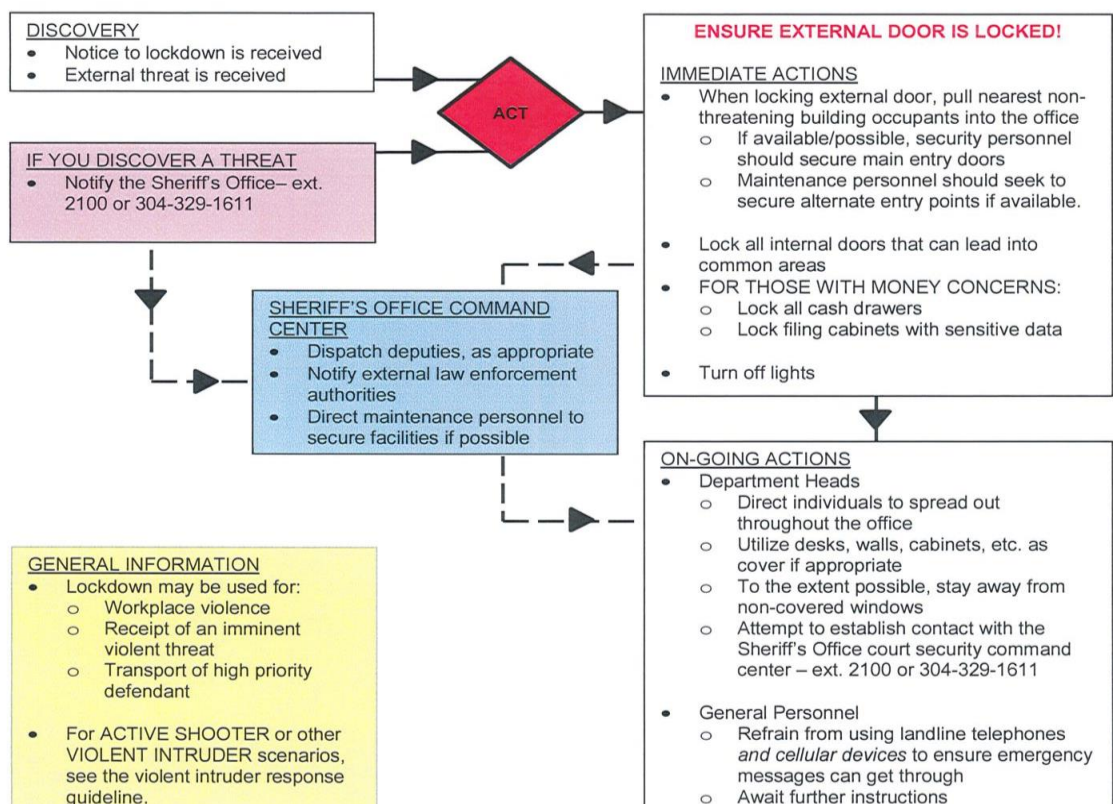 DISCOVERY
• Notice to lockdown is received
• External threat is received
IF YOU DISCOVER A THREAT
• Notify the Sheriff's Office– ext.
2100 or 304-329-1611
ACT
ENSURE EXTERNAL DOOR IS LOCKED!
IMMEDIATE ACTIONS
• When locking external door, pull nearest non-
threatening building occupants into the office
o If available/possible, security personnel
should secure main entry doors
o Maintenance personnel should seek to
secure alternate entry points if available.
• Lock all internal doors that can lead into
common areas
• FOR THOSE WITH MONEY CONCERNS:
o Lock all cash drawers
o Lock filing cabinets with sensitive data
• Turn off lights
SHERIFF'S OFFICE COMMAND
CENTER
• Dispatch deputies, as appropriate
• Notify external law enforcement
authorities
• Direct maintenance personnel to
secure facilities if possible
ON-GOING ACTIONS
• Department Heads
o Direct individuals to spread out
throughout the office
o Utilize desks, walls, cabinets, etc. as
cover if appropriate
o To the extent possible, stay away from
non-covered windows
o Attempt to establish contact with the
Sheriff's Office court security command
center – ext. 2100 or 304-329-1611
• General Personnel
o Refrain from using landline telephones
and cellular devices to ensure emergency
messages can get through
o Await further instructions
GENERAL INFORMATION
• Lockdown may be used for:
o Workplace violence
o Receipt of an imminent
violent threat
o Transport of high priority
defendant
• For ACTIVE SHOOTER or other
VIOLENT INTRUDER scenarios,
see the violent intruder response
guideline.